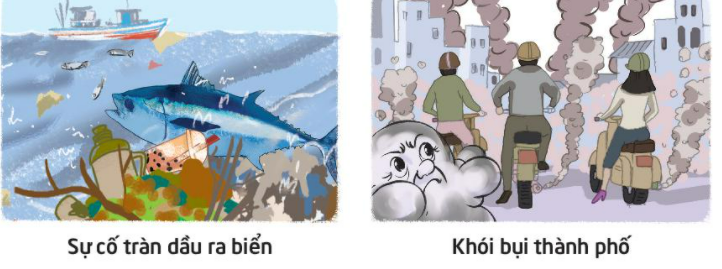 Sự cố tràn dầu ra biển
Khói bụi thành phố